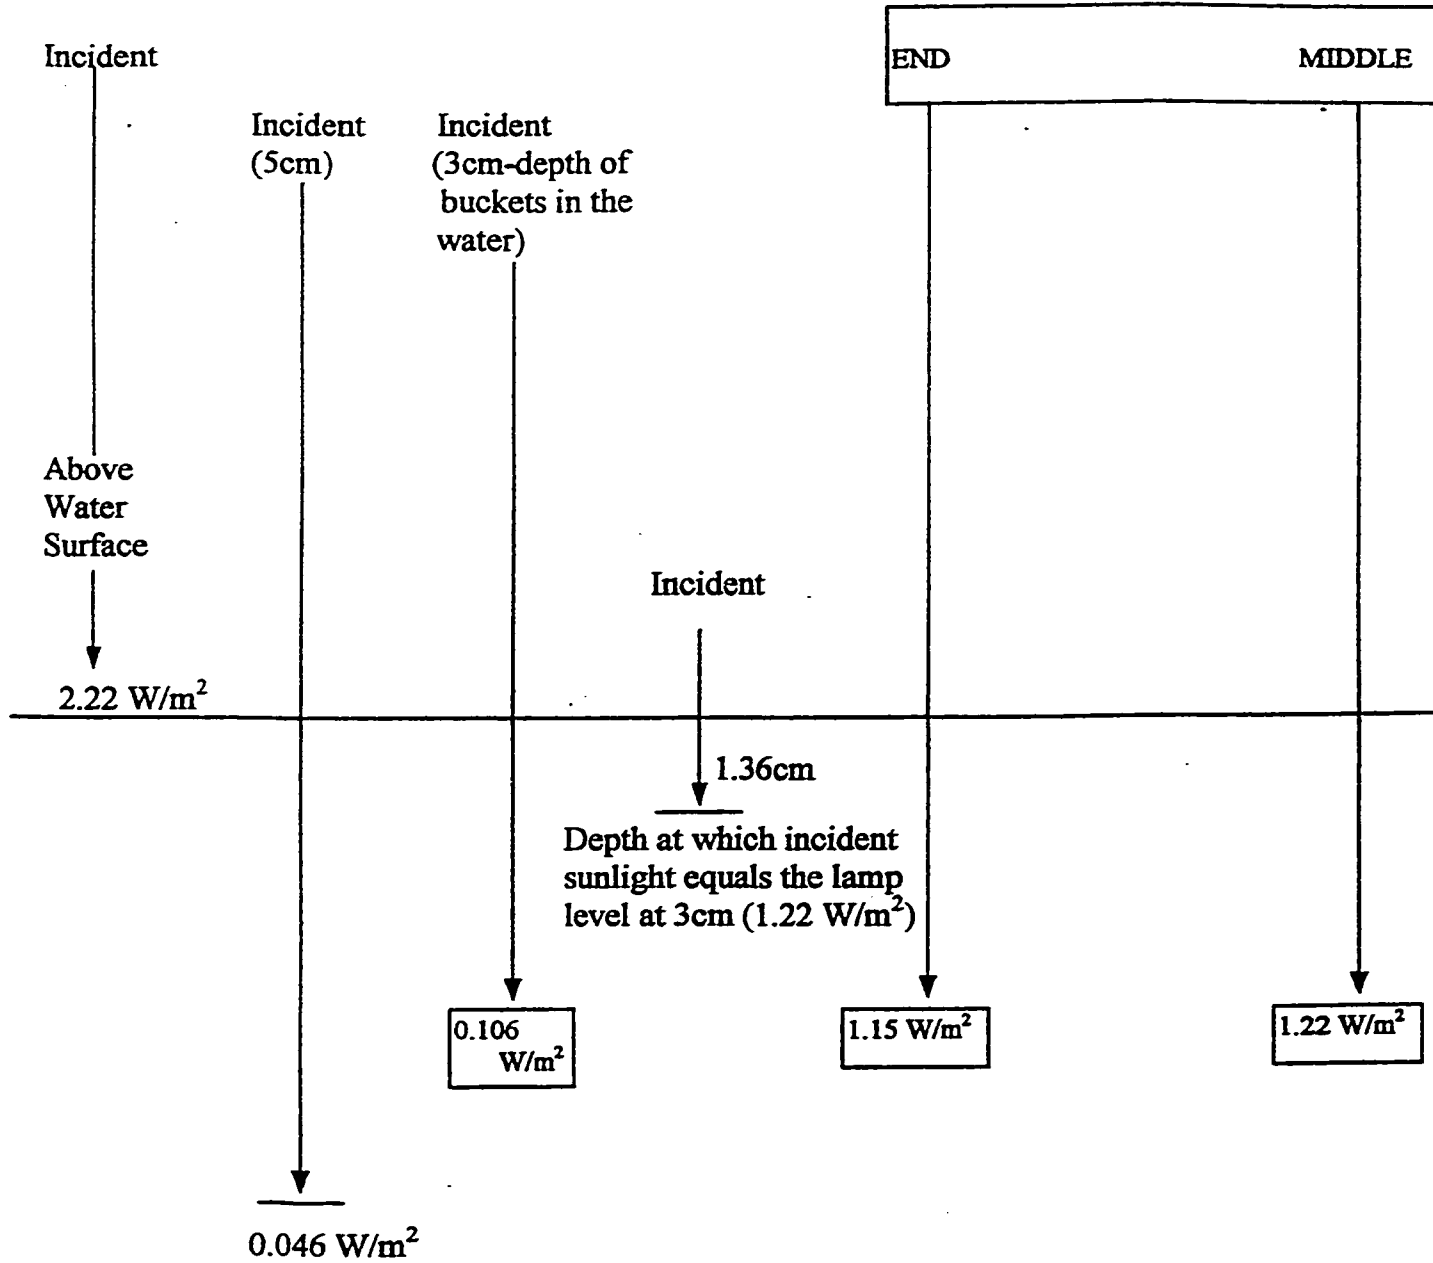 Incident
END
MIDDLE
Incident
(5cm)
Incident
(3cm-depth of
buckets in the
water)
Above
Water
Surface
Incident
2.22 W/m²
1.36cm
Depth at which incident
sunlight equals the lamp
level at 3cm (1.22 W/m²)
0.106
W/m²
1.15 W/m²
1.22 W/m²
0.046 W/m²